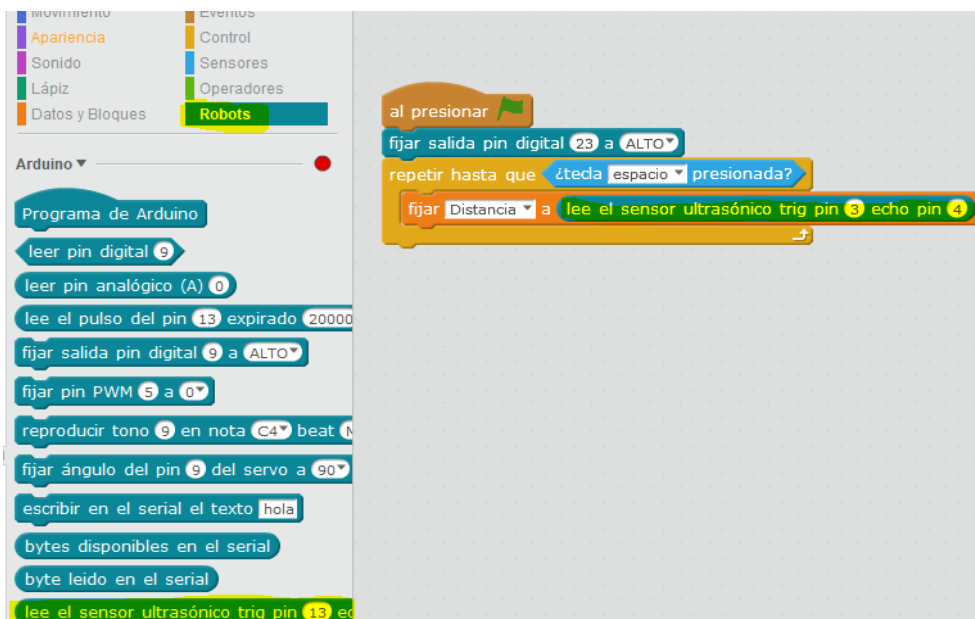 Movimiento
Eventos
Apariencia
Control
Sonido
Sensores
Lápiz
Operadores
Datos y Bloques
Robots
Arduino
Programa de Arduino
leer pin digital 9
leer pin analógico (A) 0
lee el pulso del pin 13 expirado 20000
fijar salida pin digital 9 a ALTO
fijar pin PWM 5 a 0
reproducir tono 9 en nota C4 beat
fijar ángulo del pin 9 del servo a 90
escribir en el serial el texto hola
bytes disponibles en el serial
byte leido en el serial
lee el sensor ultrasónico trig pin 13
al presionar
fijar salida pin digital 23 a ALTO
repetir hasta que ¿tecla espacio presionada?
fijar Distancia a lee el sensor ultrasónico trig pin 3 echo pin 4